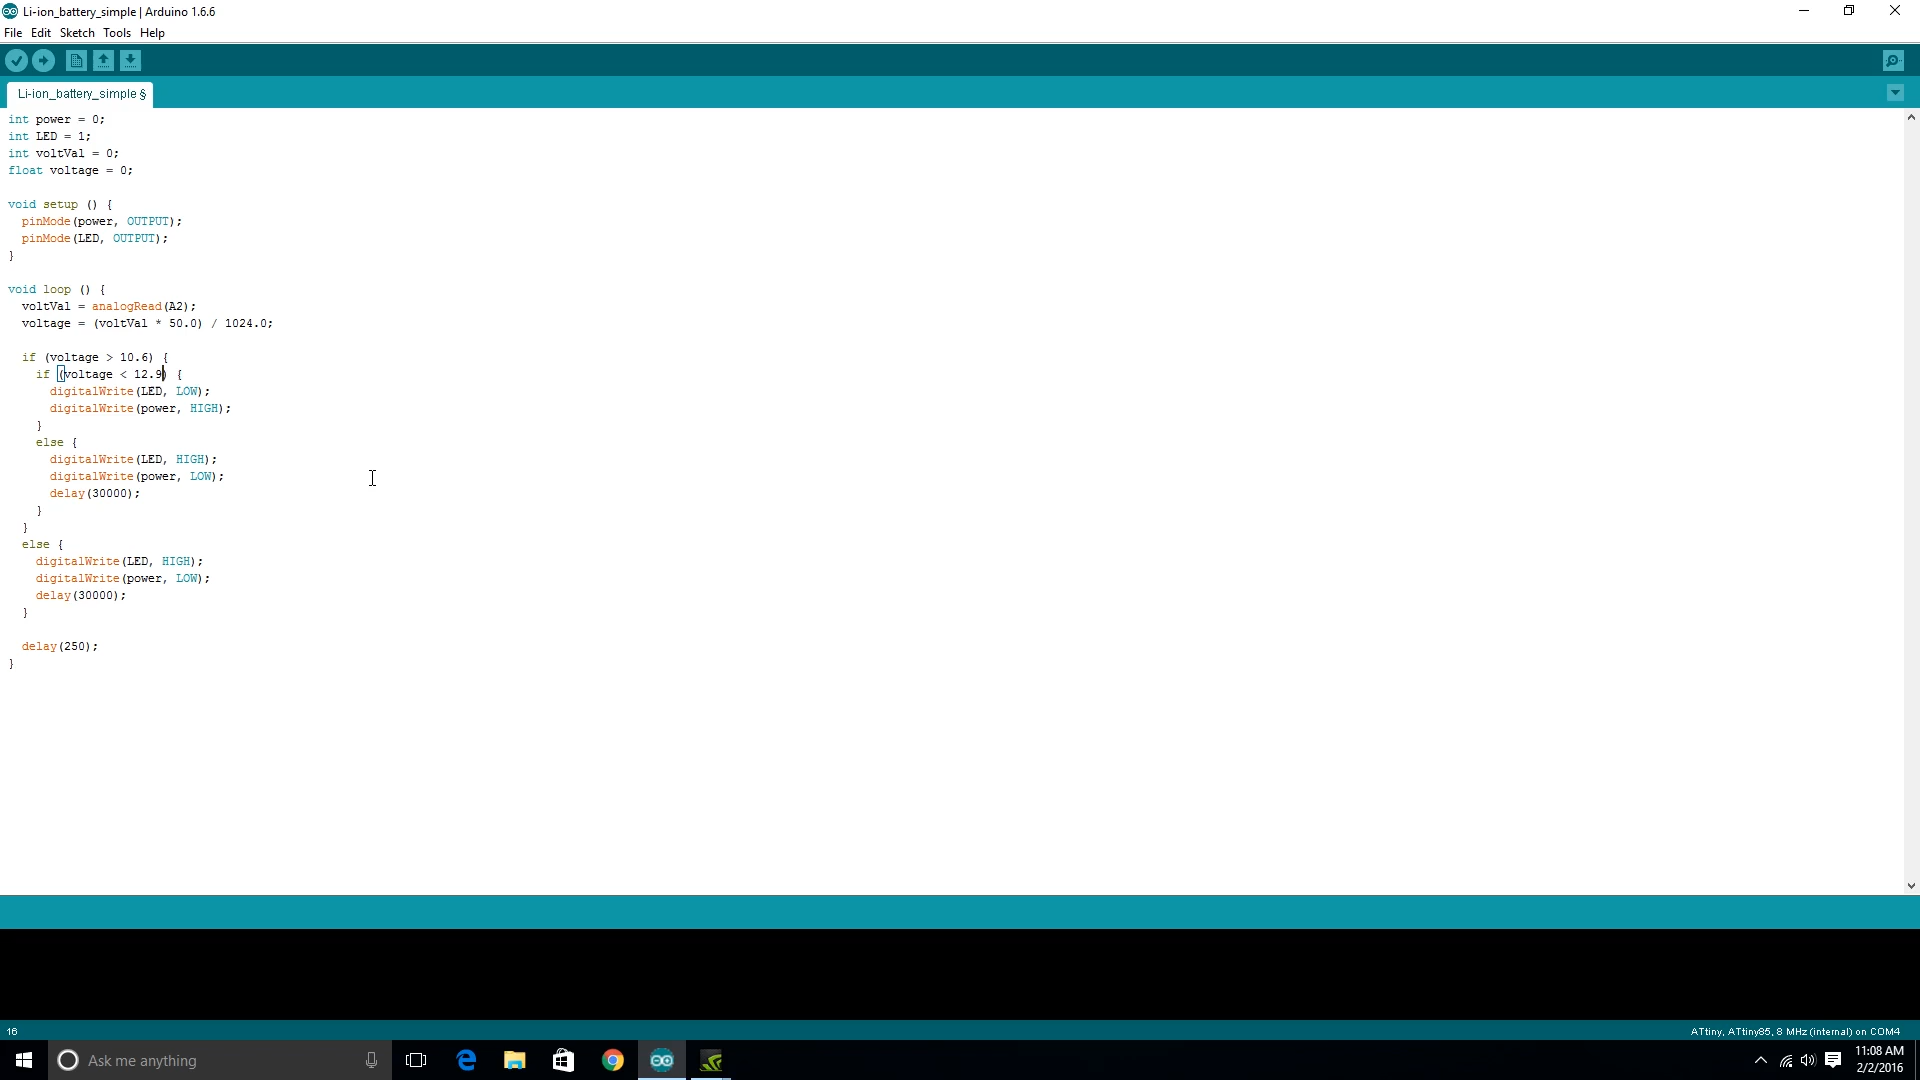 Li-ion_battery_simple | Arduino 1.6.6
File Edit Sketch Tools Help
Li-ion_battery_simple §
int power = 0;
int LED = 1;
int voltVal = 0;
float voltage = 0;
void setup () {
  pinMode(power, OUTPUT);
  pinMode(LED, OUTPUT);
}
void loop () {
  voltVal = analogRead(A2);
  voltage = (voltVal * 50.0) / 1024.0;
  if (voltage > 10.6) {
    if (voltage < 12.9) {
      digitalWrite(LED, LOW);
      digitalWrite(power, HIGH);
    }
    else {
      digitalWrite(LED, HIGH);
      digitalWrite(power, LOW);
      delay(30000);
    }
  }
  else {
    digitalWrite(LED, HIGH);
    digitalWrite(power, LOW);
    delay(30000);
  }
  delay(250);
}
16 ATtiny, ATtiny85, 8 MHz (internal) on COM4
Ask me anything
11:08 AM
2/2/2016